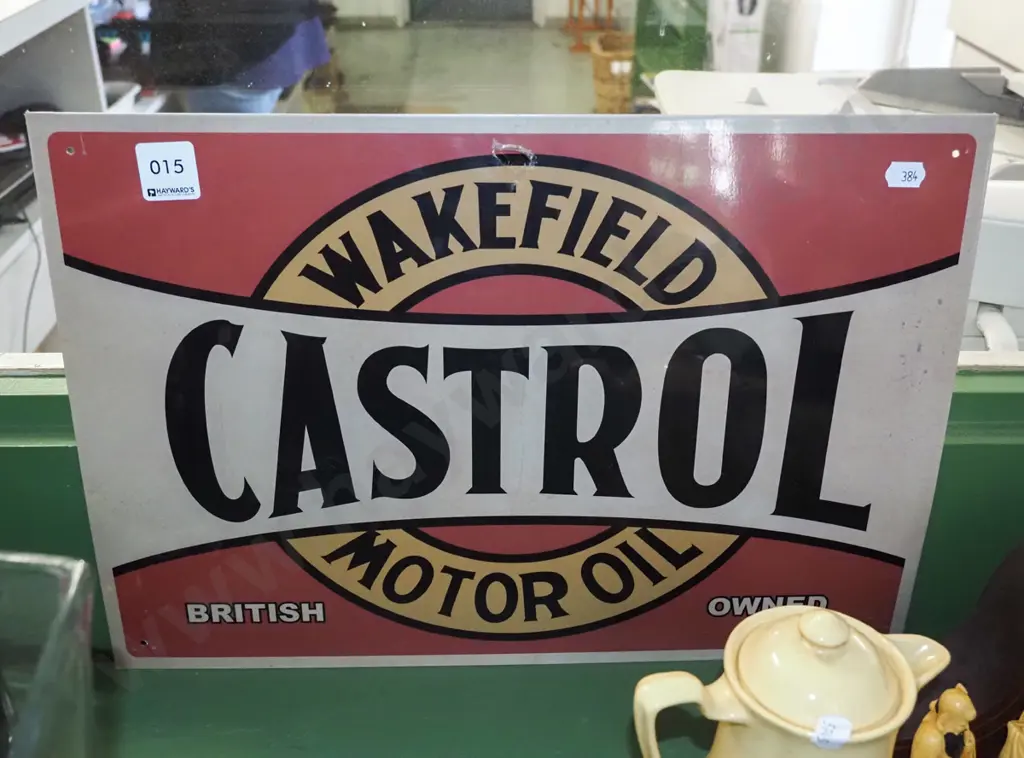 015
HAYWARD'S
384
WAKEFIELD
CASTROL
MOTOR OIL
BRITISH
OWNED